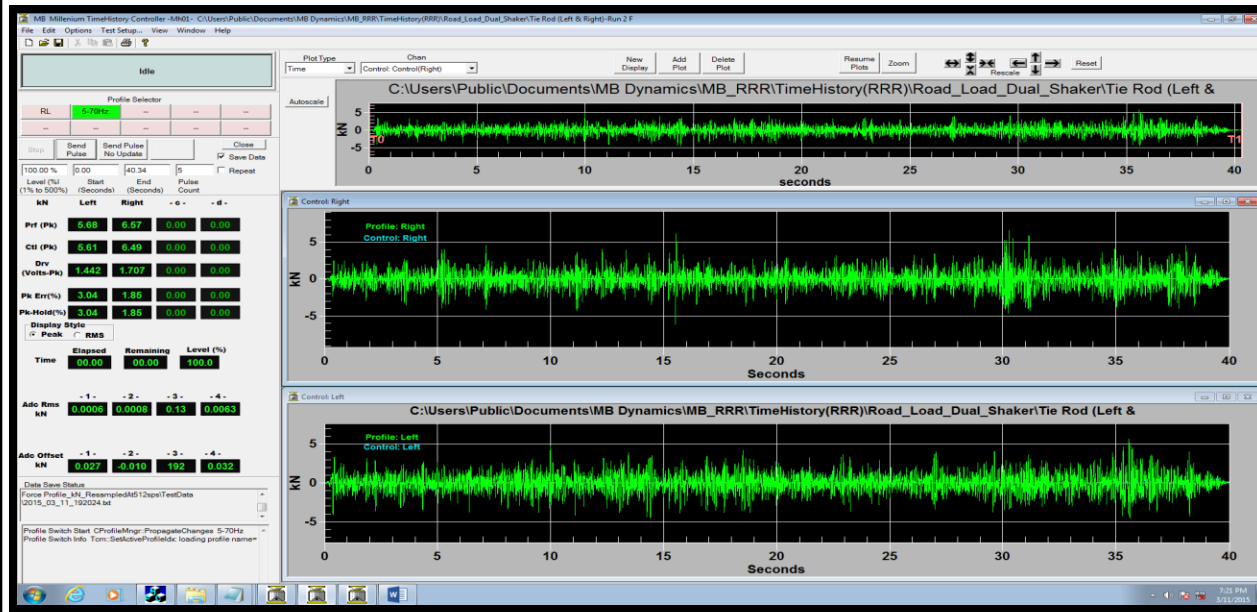 MB Millenium TimeHistory Controller -Mh01- C:\Users\Public\Documents\MB Dynamics\MB_RRR\TimeHistory(RRR)\Road_Load_Dual_Shaker\Tie Rod (Left & Right)-Run 2 F
File Edit Options Test Setup... View Window Help
Idle
Profile Selector
RL 5-70Hz -- -- --
-- -- -- -- --
Stop Send Pulse Send Pulse No Update Close
Save Data
100.00 % 0.00 40.34 5 Repeat
Level (%) Start End Pulse
(1% to 500%) (Seconds) (Seconds) Count
kN Left Right - c - - d -
Prf (Pk) 5.68 6.57 0.00 0.00
Ctl (Pk) 5.61 6.49 0.00 0.00
Drv (Volts-Pk) 1.442 1.707 0.00 0.00
Pk Err(%) 3.04 1.85 0.00 0.00
Pk-Hold(%) 3.04 1.85 0.00 0.00
Display Style
Peak RMS
Elapsed Remaining Level (%)
Time 00.00 00.00 100.0
- 1 - - 2 - - 3 - - 4 -
Adc Rms kN 0.0006 0.0008 0.13 0.0063
- 1 - - 2 - - 3 - - 4 -
Adc Offset kN 0.027 -0.010 192 0.032
Data Save Status
Force Profile_kN_ResampledAt512sps\TestData
\2015_03_11_192024.txt
Profile Switch Start CProfileMngr::PropagateChanges 5-70Hz
Profile Switch Info Tcm::SetActiveProfileIdx: loading profile name=
Plot Type Chan
Time Control: Control(Right)
New Display Add Plot Delete Plot Resume Plots Zoom Rescale Reset
Autoscale
C:\Users\Public\Documents\MB Dynamics\MB_RRR\TimeHistory(RRR)\Road_Load_Dual_Shaker\Tie Rod (Left &
kN
5
0
-5
T0 T1
0 5 10 15 20 25 30 35 40
seconds
Control: Right
Profile: Right
Control: Right
kN
5
0
-5
0 5 10 15 20 25 30 35 40
Seconds
Control: Left
C:\Users\Public\Documents\MB Dynamics\MB_RRR\TimeHistory(RRR)\Road_Load_Dual_Shaker\Tie Rod (Left &
Profile: Left
Control: Left
kN
5
0
-5
0 5 10 15 20 25 30 35 40
Seconds
7:21 PM
3/11/2015